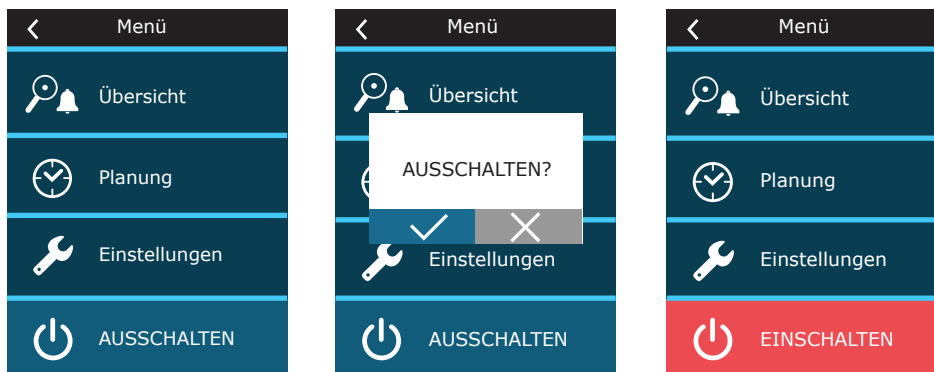 Menü
Übersicht
Planung
Einstellungen
AUSSCHALTEN
Menü
Übersicht
AUSSCHALTEN?
Einstellungen
AUSSCHALTEN
Menü
Übersicht
Planung
Einstellungen
EINSCHALTEN